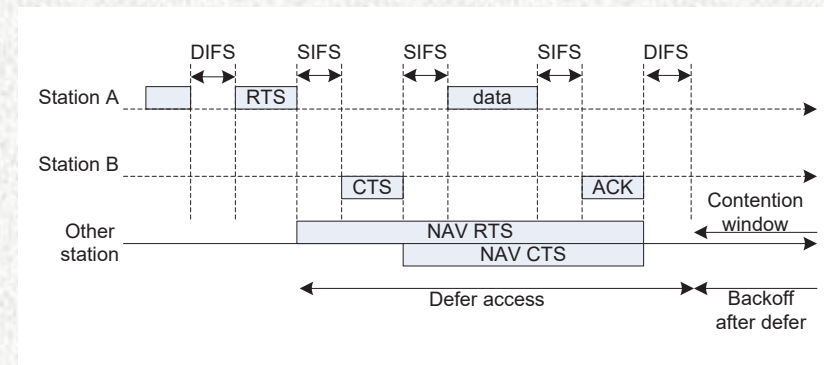 DIFS SIFS SIFS SIFS DIFS
Station A RTS data
Station B
CTS ACK
Contention
window
Other
station
NAV RTS
NAV CTS
Defer access
Backoff
after defer